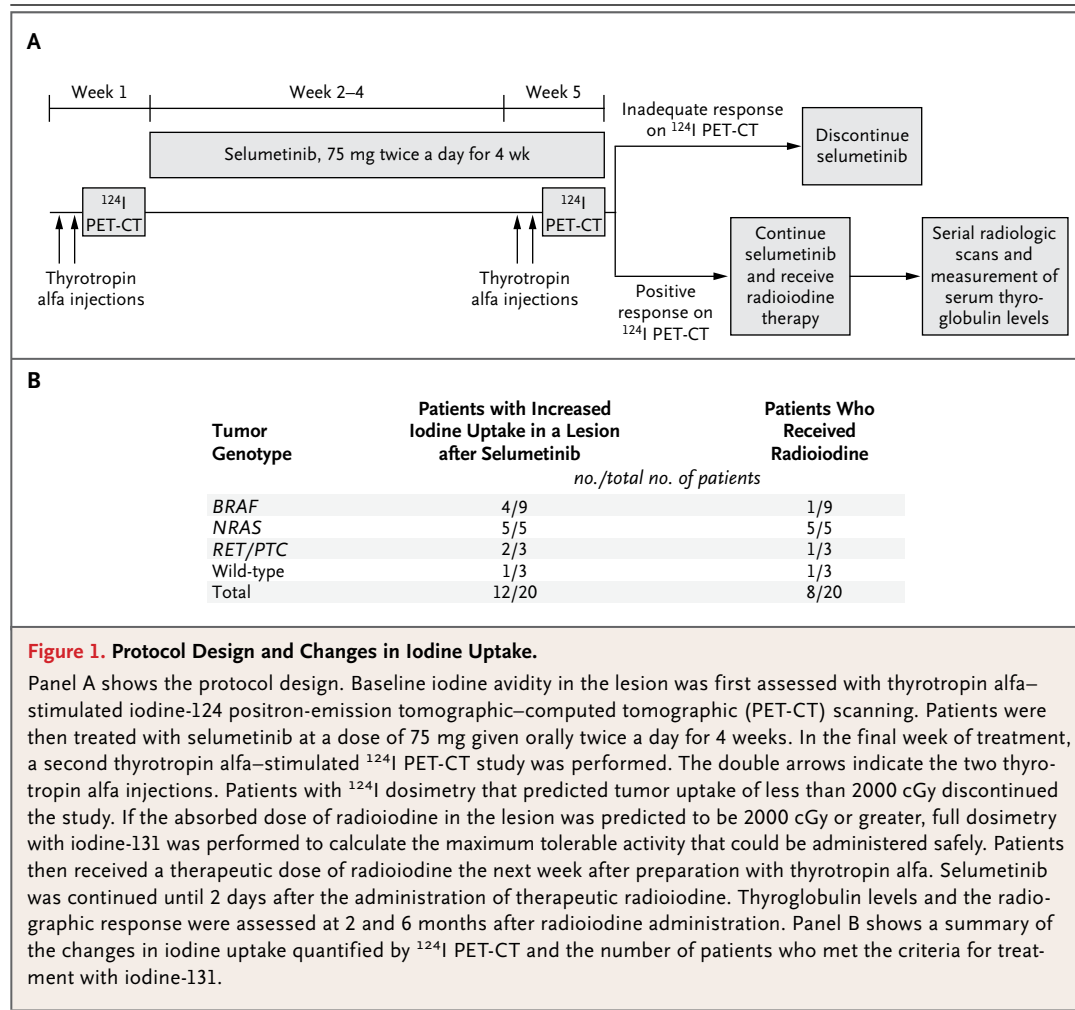 A
Week 1
Week 2–4
Week 5
Selumetinib, 75 mg twice a day for 4 wk
¹²⁴I
PET-CT
¹²⁴I
PET-CT
Thyrotropin
alfa injections
Thyrotropin
alfa injections
Inadequate response
on ¹²⁴I PET-CT
Discontinue
selumetinib
Positive
response on
¹²⁴I PET-CT
Continue
selumetinib
and receive
radioiodine
therapy
Serial radiologic
scans and
measurement of
serum thyro-
globulin levels
B
Tumor
Genotype
Patients with Increased
Iodine Uptake in a Lesion
after Selumetinib
Patients Who
Received
Radioiodine
no./total no. of patients
BRAF 4/9 1/9
NRAS 5/5 5/5
RET/PTC 2/3 1/3
Wild-type 1/3 1/3
Total 12/20 8/20
Figure 1. Protocol Design and Changes in Iodine Uptake.
Panel A shows the protocol design. Baseline iodine avidity in the lesion was first assessed with thyrotropin alfa–
stimulated iodine-124 positron-emission tomographic–computed tomographic (PET-CT) scanning. Patients were
then treated with selumetinib at a dose of 75 mg given orally twice a day for 4 weeks. In the final week of treatment,
a second thyrotropin alfa–stimulated ¹²⁴I PET-CT study was performed. The double arrows indicate the two thyro-
tropin alfa injections. Patients with ¹²⁴I dosimetry that predicted tumor uptake of less than 2000 cGy discontinued
the study. If the absorbed dose of radioiodine in the lesion was predicted to be 2000 cGy or greater, full dosimetry
with iodine-131 was performed to calculate the maximum tolerable activity that could be administered safely. Patients
then received a therapeutic dose of radioiodine the next week after preparation with thyrotropin alfa. Selumetinib
was continued until 2 days after the administration of therapeutic radioiodine. Thyroglobulin levels and the radio-
graphic response were assessed at 2 and 6 months after radioiodine administration. Panel B shows a summary of
the changes in iodine uptake quantified by ¹²⁴I PET-CT and the number of patients who met the criteria for treat-
ment with iodine-131.